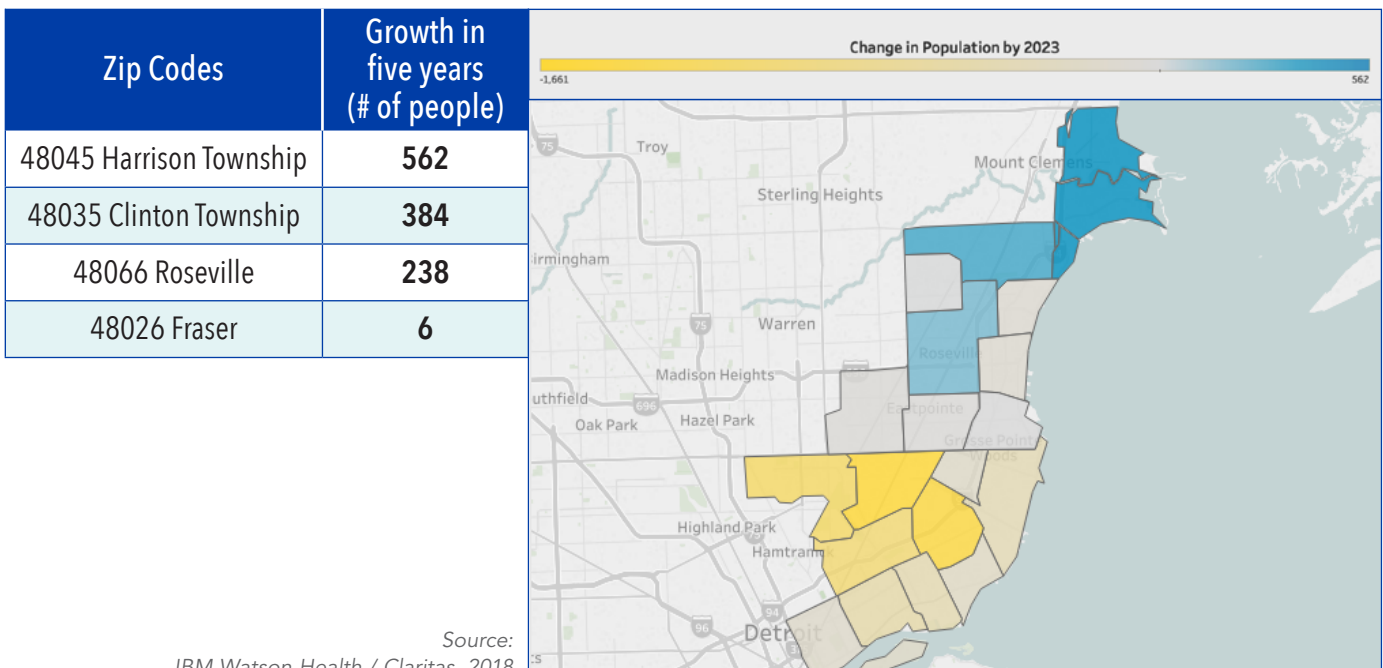 Zip Codes
Growth in
five years
(# of people)
48045 Harrison Township
562
48035 Clinton Township
384
48066 Roseville
238
48026 Fraser
6
Source:
IBM Watson Health / Claritas, 2018
Change in Population by 2023
-1,661
562
75
Troy
Mount Clemens
Sterling Heights
irmingham
75
Warren
Roseville
Madison Heights
uthfield
696
Oak Park
Hazel Park
Eastpointe
Grosse Point
Woods
Highland Park
75
Hamtramck
94
96
Detroit